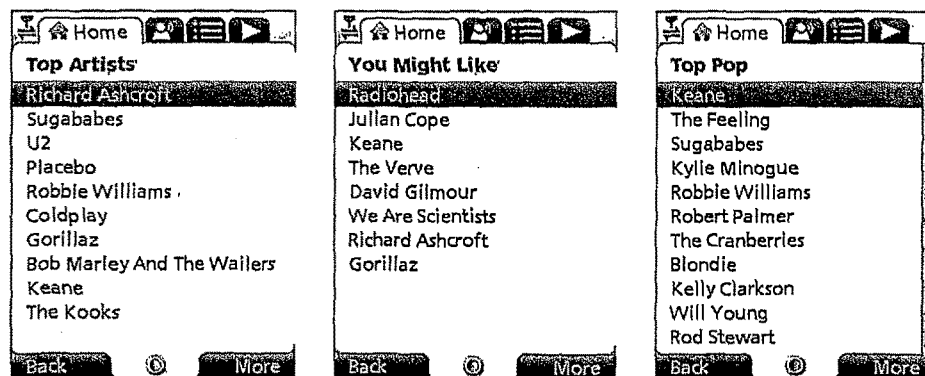 Home
Top Artists
Richard Ashcroft
Sugababes
U2
Placebo
Robbie Williams
Coldplay
Gorillaz
Bob Marley And The Wailers
Keane
The Kooks
Back
More
Home
You Might Like
Radiohead
Julian Cope
Keane
The Verve
David Gilmour
We Are Scientists
Richard Ashcroft
Gorillaz
Back
More
Home
Top Pop
Keane
The Feeling
Sugababes
Kylie Minogue
Robbie Williams
Robert Palmer
The Cranberries
Blondie
Kelly Clarkson
Will Young
Rod Stewart
Back
More